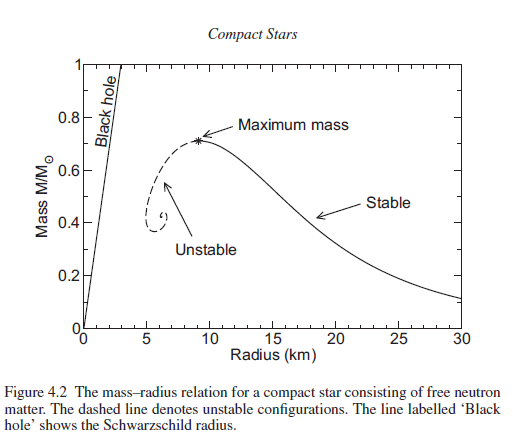 Compact Stars
1
0.8
0.6
0.4
0.2
0
Mass M/M⊙
Black hole
Maximum mass
Stable
Unstable
0 5 10 15 20 25 30
Radius (km)
Figure 4.2 The mass–radius relation for a compact star consisting of free neutron
matter. The dashed line denotes unstable configurations. The line labelled ‘Black
hole’ shows the Schwarzschild radius.